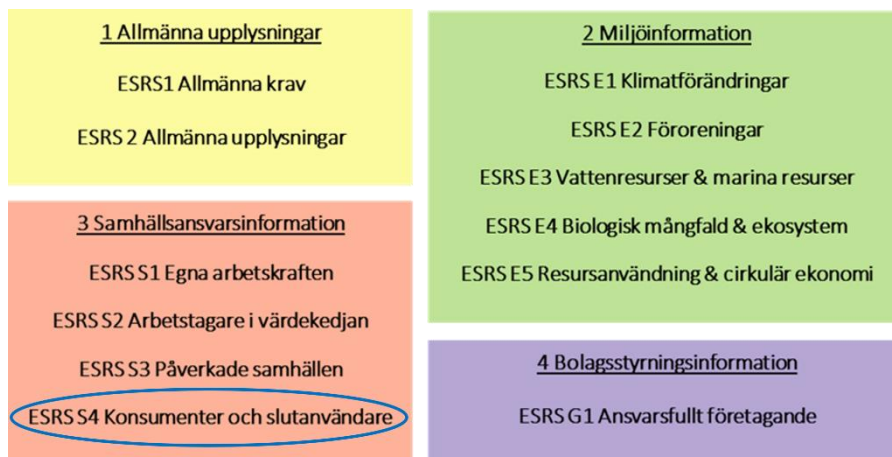 1 Allmänna upplysningar
ESRS1 Allmänna krav
ESRS 2 Allmänna upplysningar
2 Miljöinformation
ESRS E1 Klimatförändringar
ESRS E2 Föroreningar
ESRS E3 Vattenresurser & marina resurser
ESRS E4 Biologisk mångfald & ekosystem
ESRS E5 Resursanvändning & cirkulär ekonomi
3 Samhällsansvarsinformation
ESRS S1 Egna arbetskraften
ESRS S2 Arbetstagare i värdekedjan
ESRS S3 Påverkade samhällen
ESRS S4 Konsumenter och slutanvändare
4 Bolagsstyrningsinformation
ESRS G1 Ansvarsfullt företagande